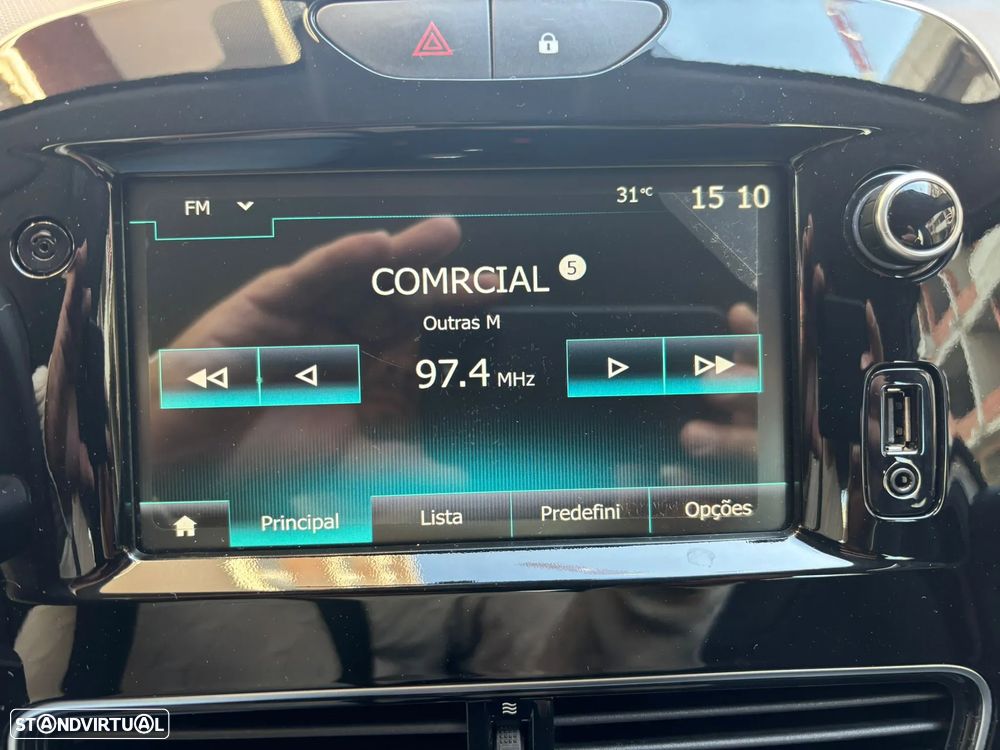 FM 31°C 15 10
COMRCIAL 5
Outras M
97.4 MHz
Principal Lista Predefini Opções
STANDVIRTUAL